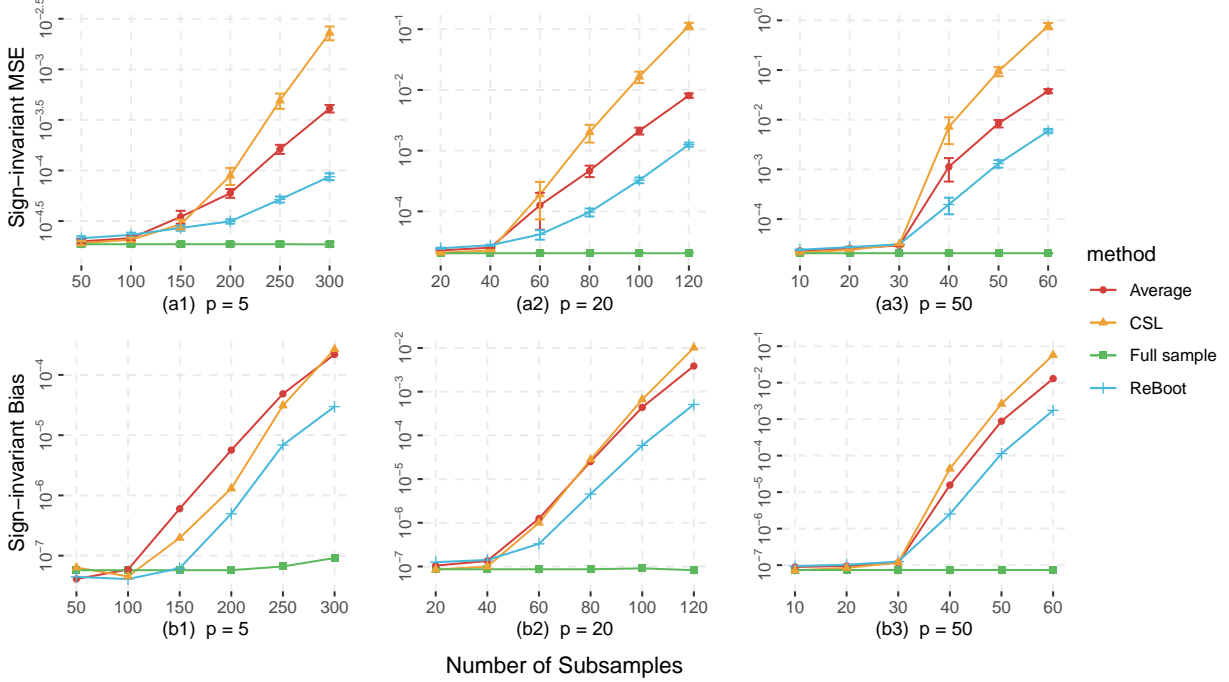 Sign−invariant MSE
10^−2.5
10^−3
10^−3.5
10^−4
10^−4.5
50 100 150 200 250 300
(a1) p = 5
10^−1
10^−2
10^−3
10^−4
20 40 60 80 100 120
(a2) p = 20
10^0
10^−1
10^−2
10^−3
10^−4
10 20 30 40 50 60
(a3) p = 50
method
Average
CSL
Full sample
ReBoot
Sign−invariant Bias
10^−4
10^−5
10^−6
10^−7
50 100 150 200 250 300
(b1) p = 5
10^−2
10^−3
10^−4
10^−5
10^−6
10^−7
20 40 60 80 100 120
(b2) p = 20
10^−1
10^−2
10^−3
10^−4
10^−5
10^−6
10^−7
10 20 30 40 50 60
(b3) p = 50
Number of Subsamples